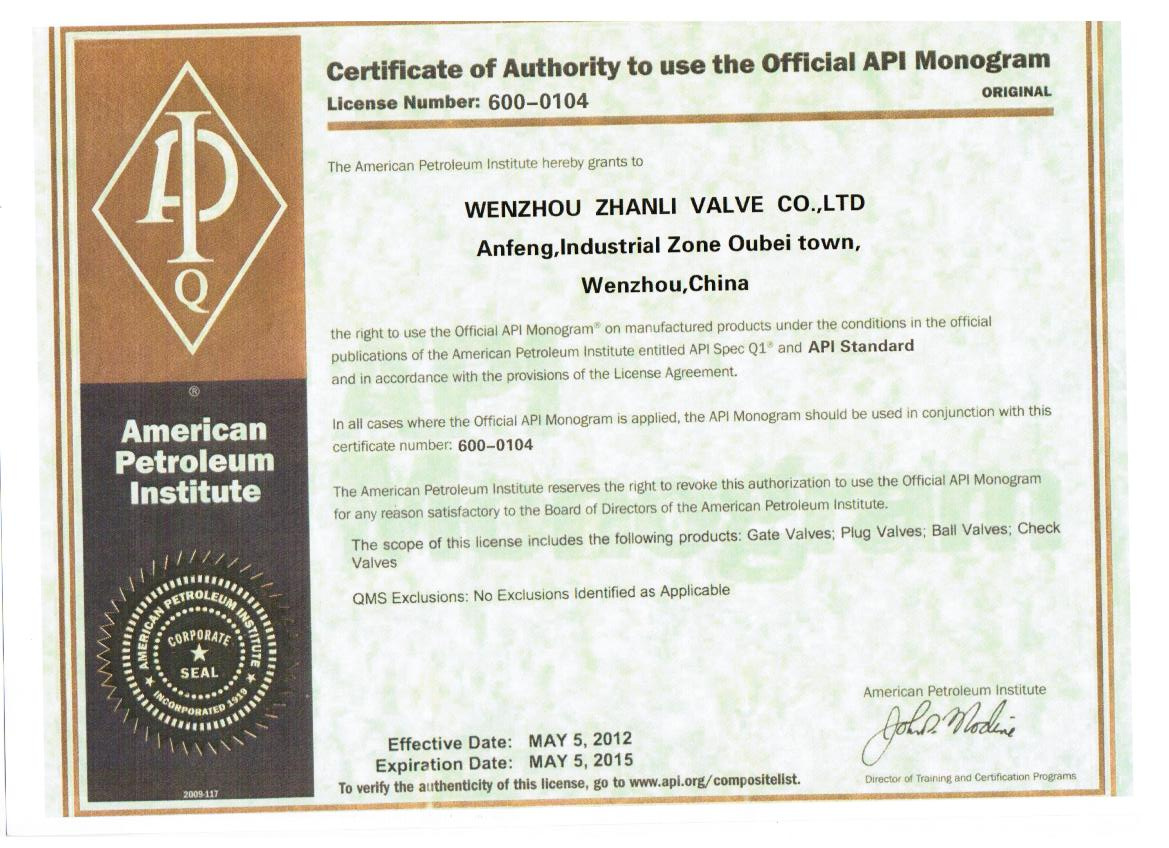 Certificate of Authority to use the Official API Monogram
License Number: 600-0104
ORIGINAL
The American Petroleum Institute hereby grants to
WENZHOU ZHANLI VALVE CO.,LTD
Anfeng,Industrial Zone Oubei town,
Wenzhou,China
the right to use the Official API Monogram® on manufactured products under the conditions in the official
publications of the American Petroleum Institute entitled API Spec Q1® and API Standard
and in accordance with the provisions of the License Agreement.
In all cases where the Official API Monogram is applied, the API Monogram should be used in conjunction with this
certificate number: 600-0104
The American Petroleum Institute reserves the right to revoke this authorization to use the Official API Monogram
for any reason satisfactory to the Board of Directors of the American Petroleum Institute.
The scope of this license includes the following products: Gate Valves; Plug Valves; Ball Valves; Check
Valves
QMS Exclusions: No Exclusions Identified as Applicable
Effective Date: MAY 5, 2012
Expiration Date: MAY 5, 2015
To verify the authenticity of this license, go to www.api.org/compositelist.
American Petroleum Institute
John D. Modine
Director of Training and Certification Programs
API
Q
®
American
Petroleum
Institute
AMERICAN PETROLEUM INSTITUTE
CORPORATE
SEAL
INCORPORATED 1919
2009-117
API
Monogram